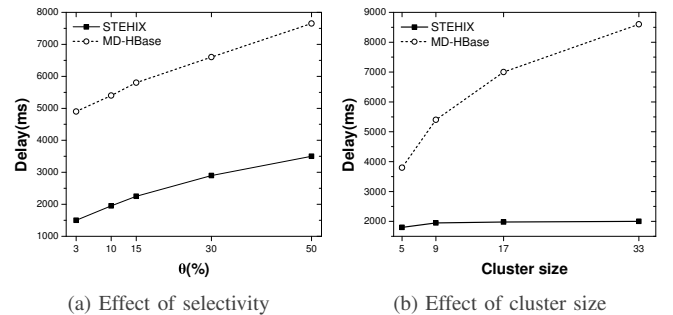 STEHIX
MD-HBase
Delay(ms)
8000
7000
6000
5000
4000
3000
2000
1000
3 10 15 30 50
θ(%)
(a) Effect of selectivity
STEHIX
MD-HBase
Delay(ms)
9000
8000
7000
6000
5000
4000
3000
2000
5 9 17 33
Cluster size
(b) Effect of cluster size